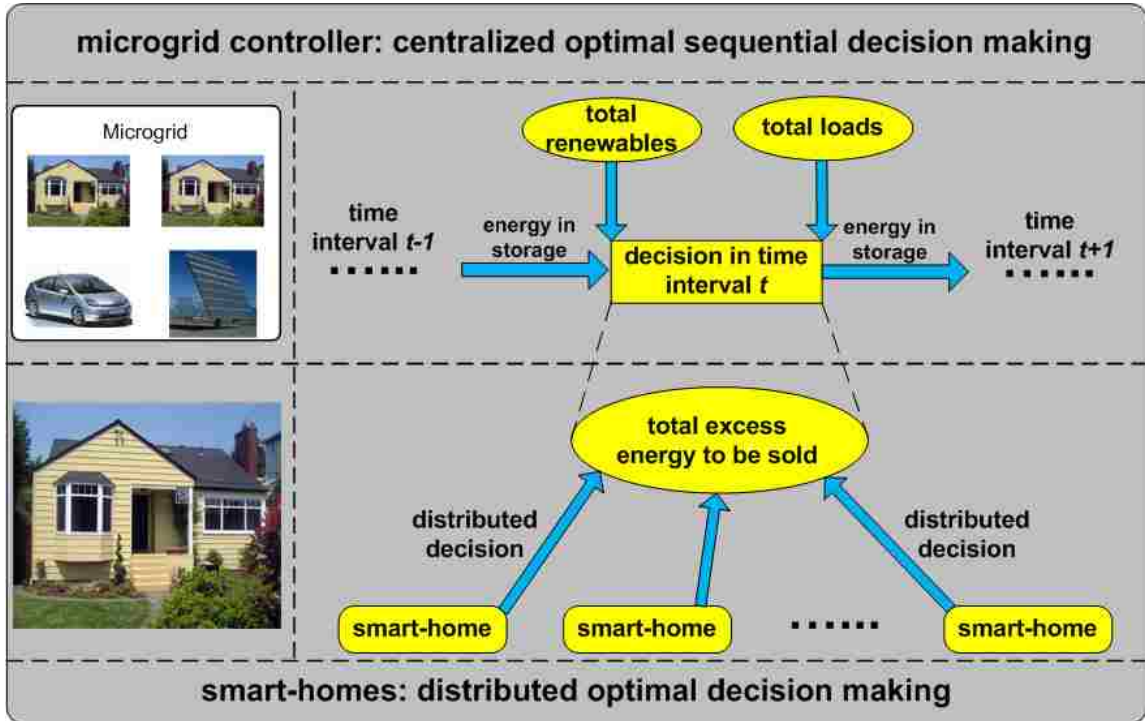 microgrid controller: centralized optimal sequential decision making
Microgrid
total
renewables
total loads
time
interval t-1
......
energy in
storage
decision in time
interval t
energy in
storage
time
interval t+1
......
total excess
energy to be sold
distributed
decision
distributed
decision
smart-home
smart-home
......
smart-home
smart-homes: distributed optimal decision making